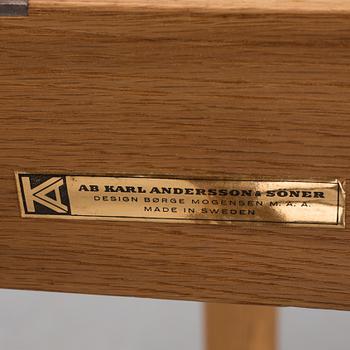 KA
AB KARL ANDERSSON & SÖNER
DESIGN BØRGE MOGENSEN M. A. A.
MADE IN SWEDEN